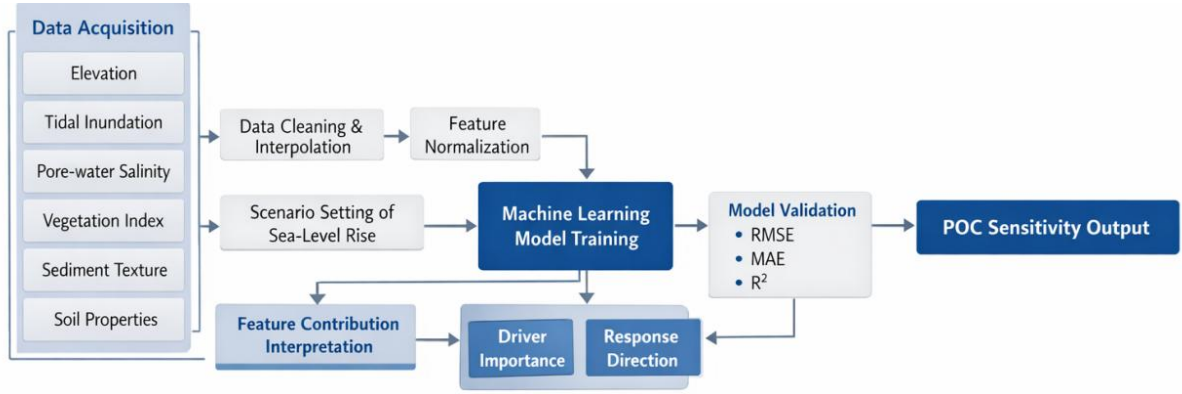 Data Acquisition
Elevation
Tidal Inundation
Pore-water Salinity
Vegetation Index
Sediment Texture
Soil Properties
Data Cleaning &
Interpolation
Feature
Normalization
Scenario Setting of
Sea-Level Rise
Machine Learning
Model Training
Model Validation
• RMSE
• MAE
• R²
POC Sensitivity Output
Feature Contribution
Interpretation
Driver
Importance
Response
Direction